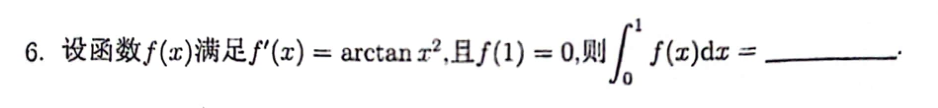 6. 设函数f(x)满足f′(x) = arctan x²,且f(1) = 0,则∫₀¹ f(x)dx = ________.